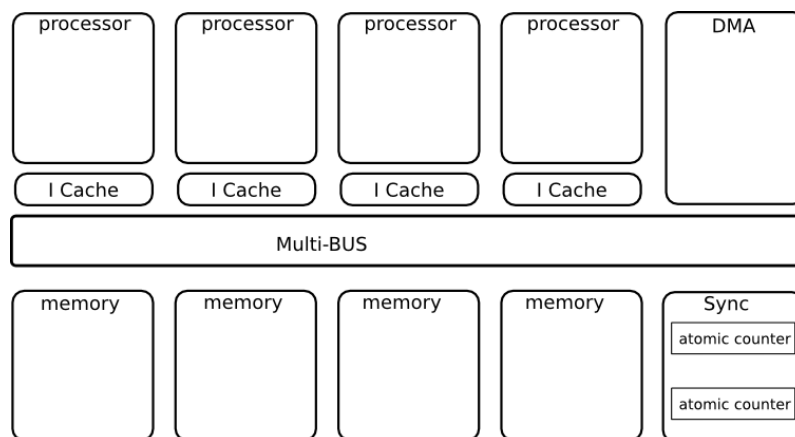 processor
processor
processor
processor
DMA
I Cache
I Cache
I Cache
I Cache
Multi-BUS
memory
memory
memory
memory
Sync
atomic counter
atomic counter